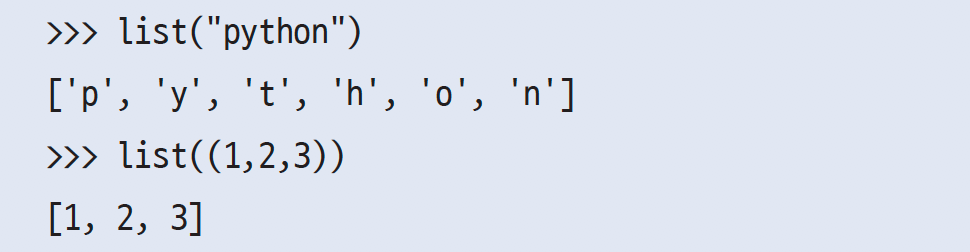 >>> list("python")
['p', 'y', 't', 'h', 'o', 'n']
>>> list((1,2,3))
[1, 2, 3]